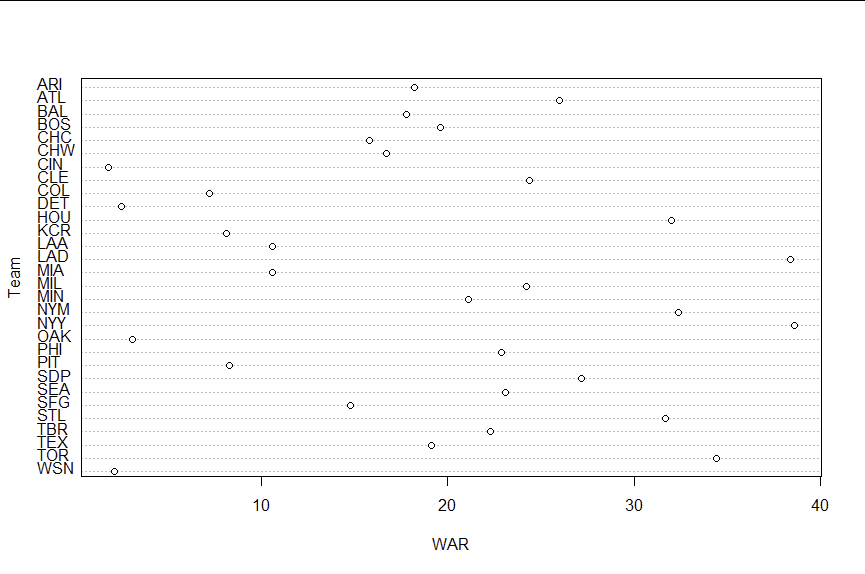 ARI
ATL
BAL
BOS
CHC
CHW
CIN
CLE
COL
DET
HOU
KCR
LAA
LAD
MIA
MIL
MIN
NYM
NYY
OAK
PHI
PIT
SDP
SEA
SFG
STL
TBR
TEX
TOR
WSN
Team
10 20 30 40
WAR